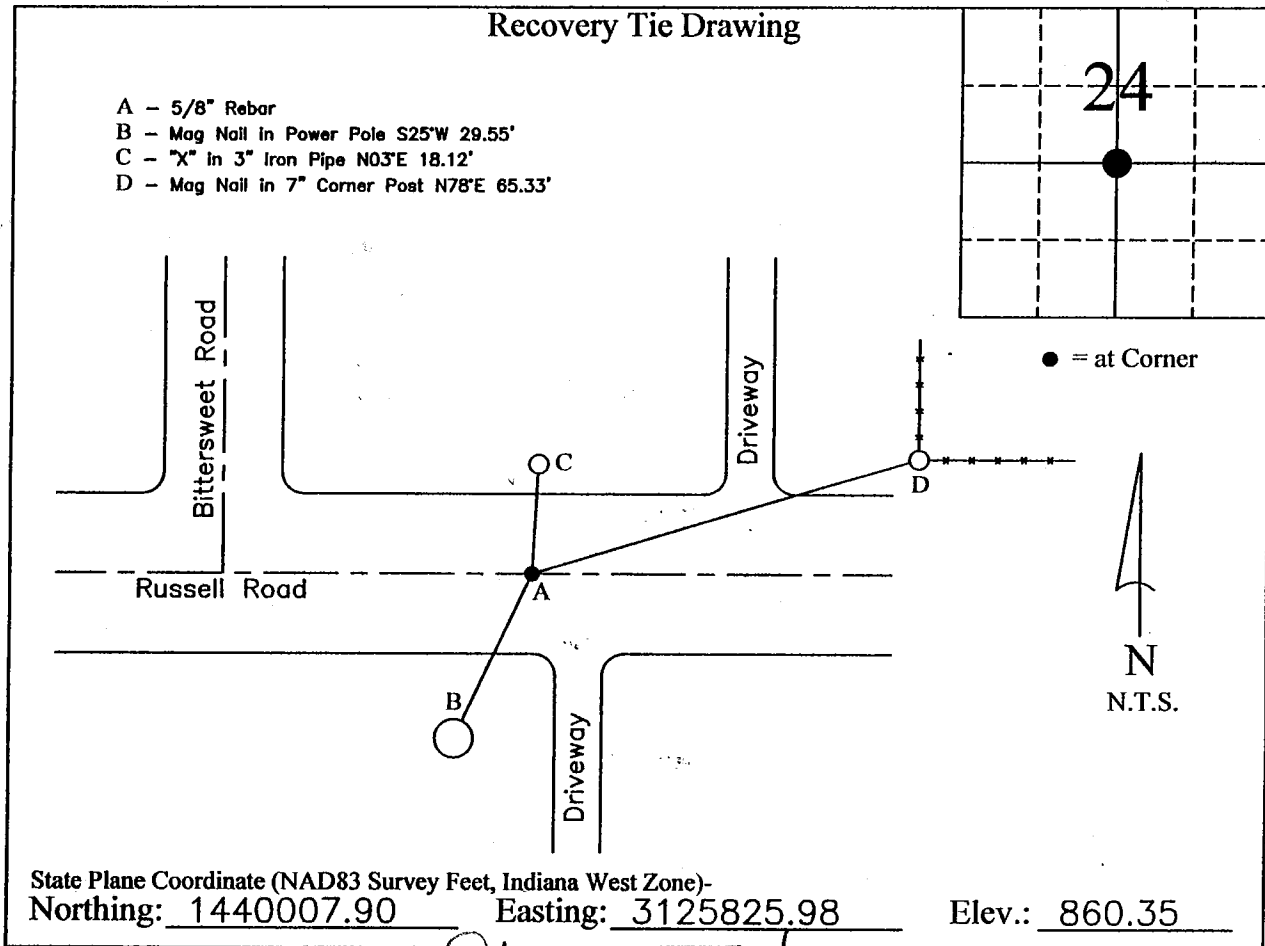 Recovery Tie Drawing
24
A - 5/8" Rebar
B - Mag Nail in Power Pole S25°W 29.55'
C - "X" in 3" Iron Pipe N03°E 18.12'
D - Mag Nail in 7" Corner Post N78°E 65.33'
● = at Corner
Bittersweet Road
Driveway
C
D
A
Russell Road
B
Driveway
N
N.T.S.
State Plane Coordinate (NAD83 Survey Feet, Indiana West Zone)-
Northing: 1440007.90 Easting: 3125825.98 Elev.: 860.35